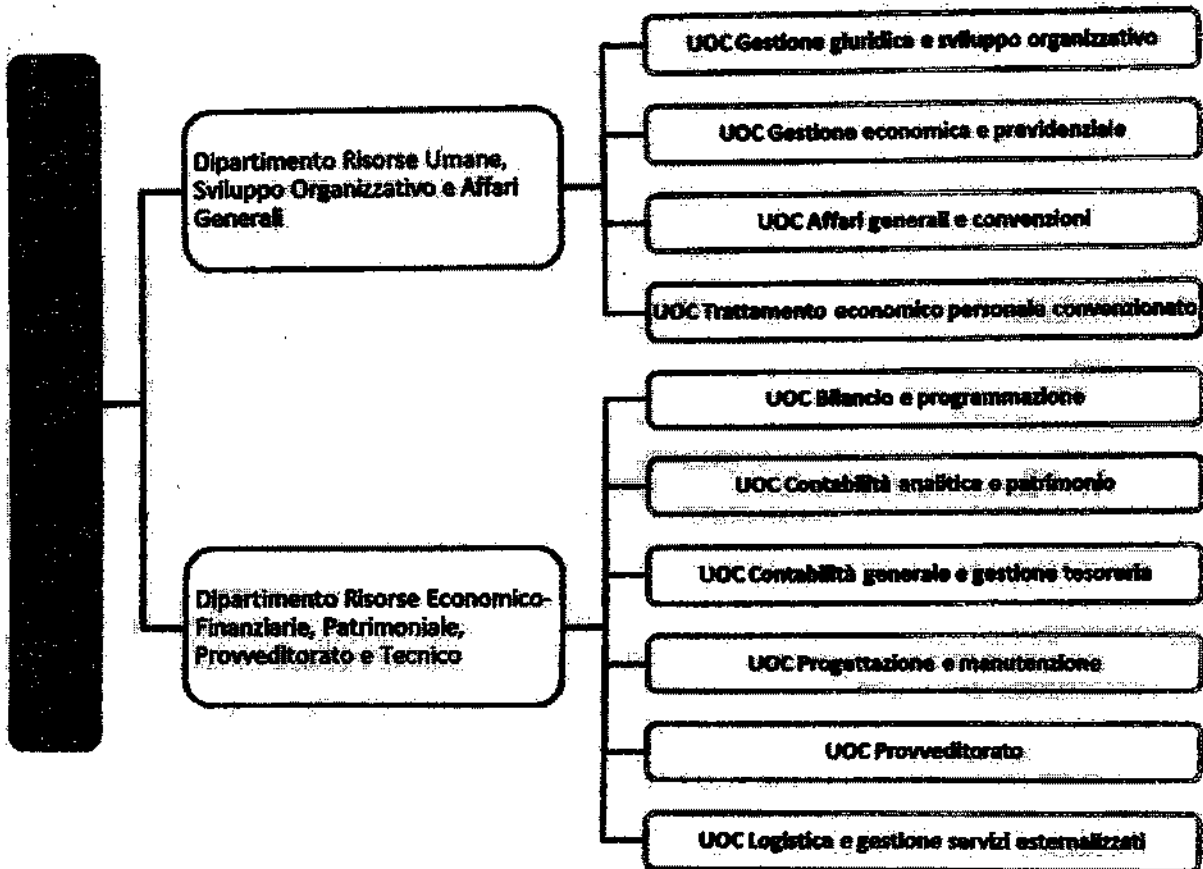 Dipartimento Risorse Umane,
Sviluppo Organizzativo e Affari
Generali
UOC Gestione giuridica e sviluppo organizzativo
UOC Gestione economica e previdenziale
UOC Affari generali e convenzioni
UOC Trattamento economico personale convenzionato
Dipartimento Risorse Economico-
Finanziarie, Patrimoniale,
Provveditorato e Tecnico
UOC Bilancio e programmazione
UOC Contabilità analitica e patrimonio
UOC Contabilità generale e gestione tesoreria
UOC Progettazione e manutenzione
UOC Provveditorato
UOC Logistica e gestione servizi esternalizzati